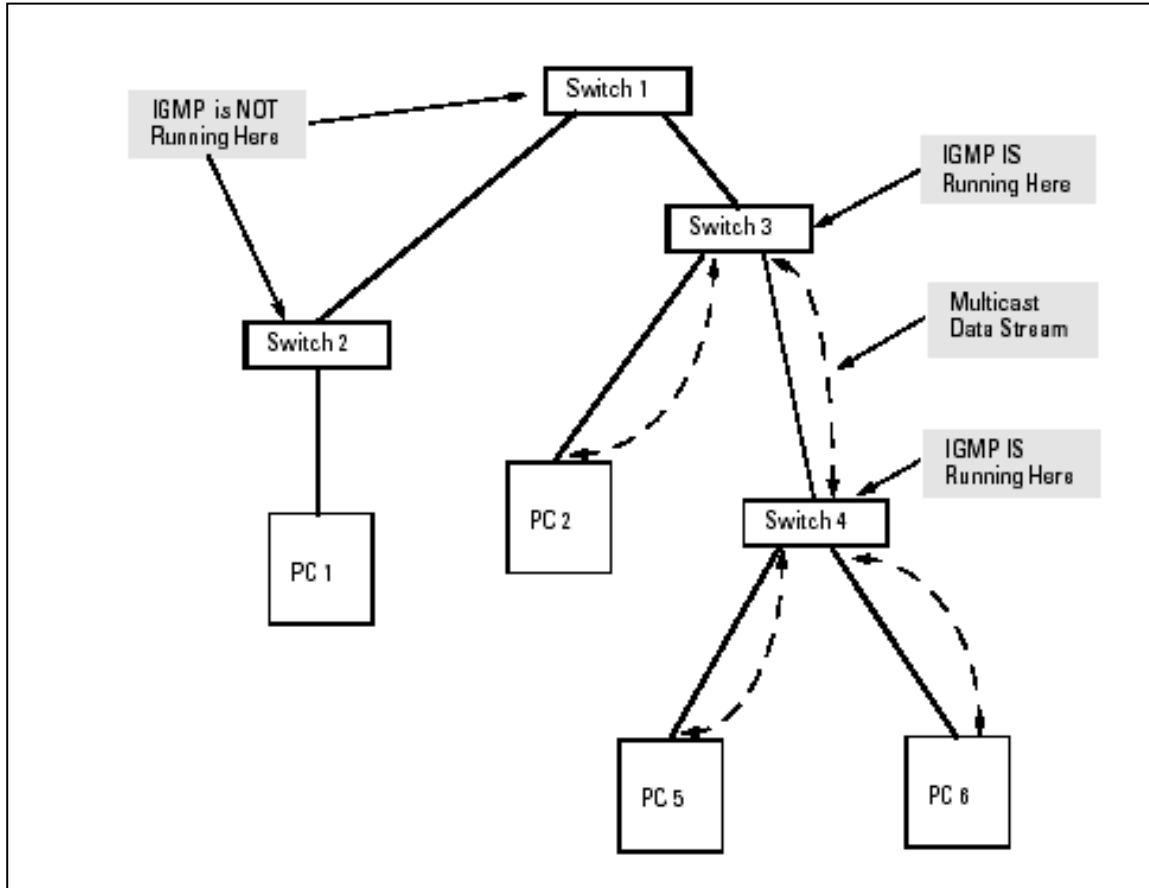 Switch 1
IGMP is NOT
Running Here
IGMP IS
Running Here
Switch 3
Multicast
Data Stream
Switch 2
IGMP IS
Running Here
PC 2
Switch 4
PC 1
PC 5
PC 6